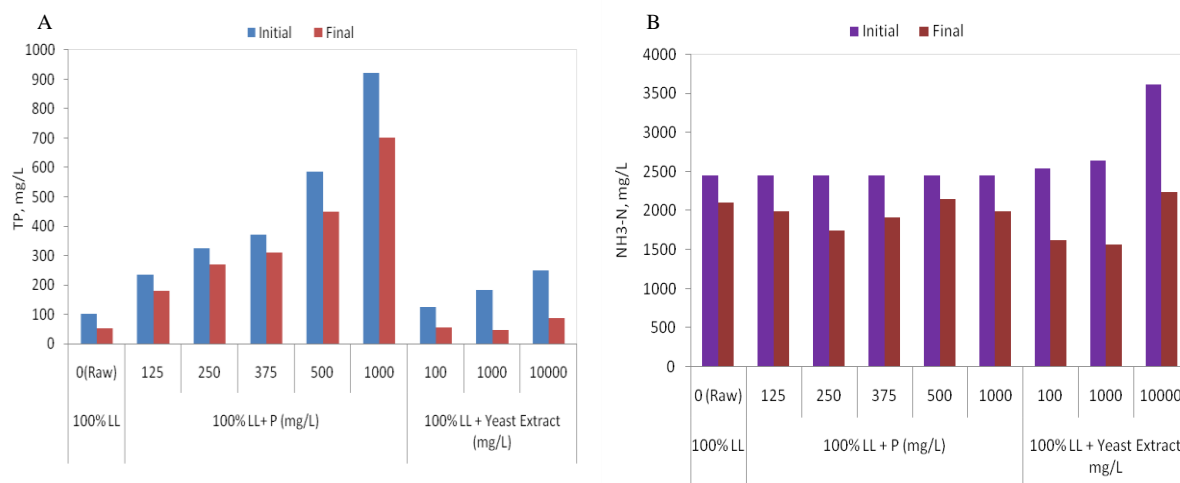 A
Initial Final
1000
900
800
700
600
500
400
300
200
100
0
TP, mg/L
0(Raw) 125 250 375 500 1000 100 1000 10000
100% LL 100% LL+ P (mg/L) 100% LL + Yeast Extract
(mg/L)
B
Initial Final
4000
3500
3000
2500
2000
1500
1000
500
0
NH3-N, mg/L
0 (Raw) 125 250 375 500 1000 100 1000 10000
100% LL 100% LL + P (mg/L) 100% LL + Yeast Extract
mg/L